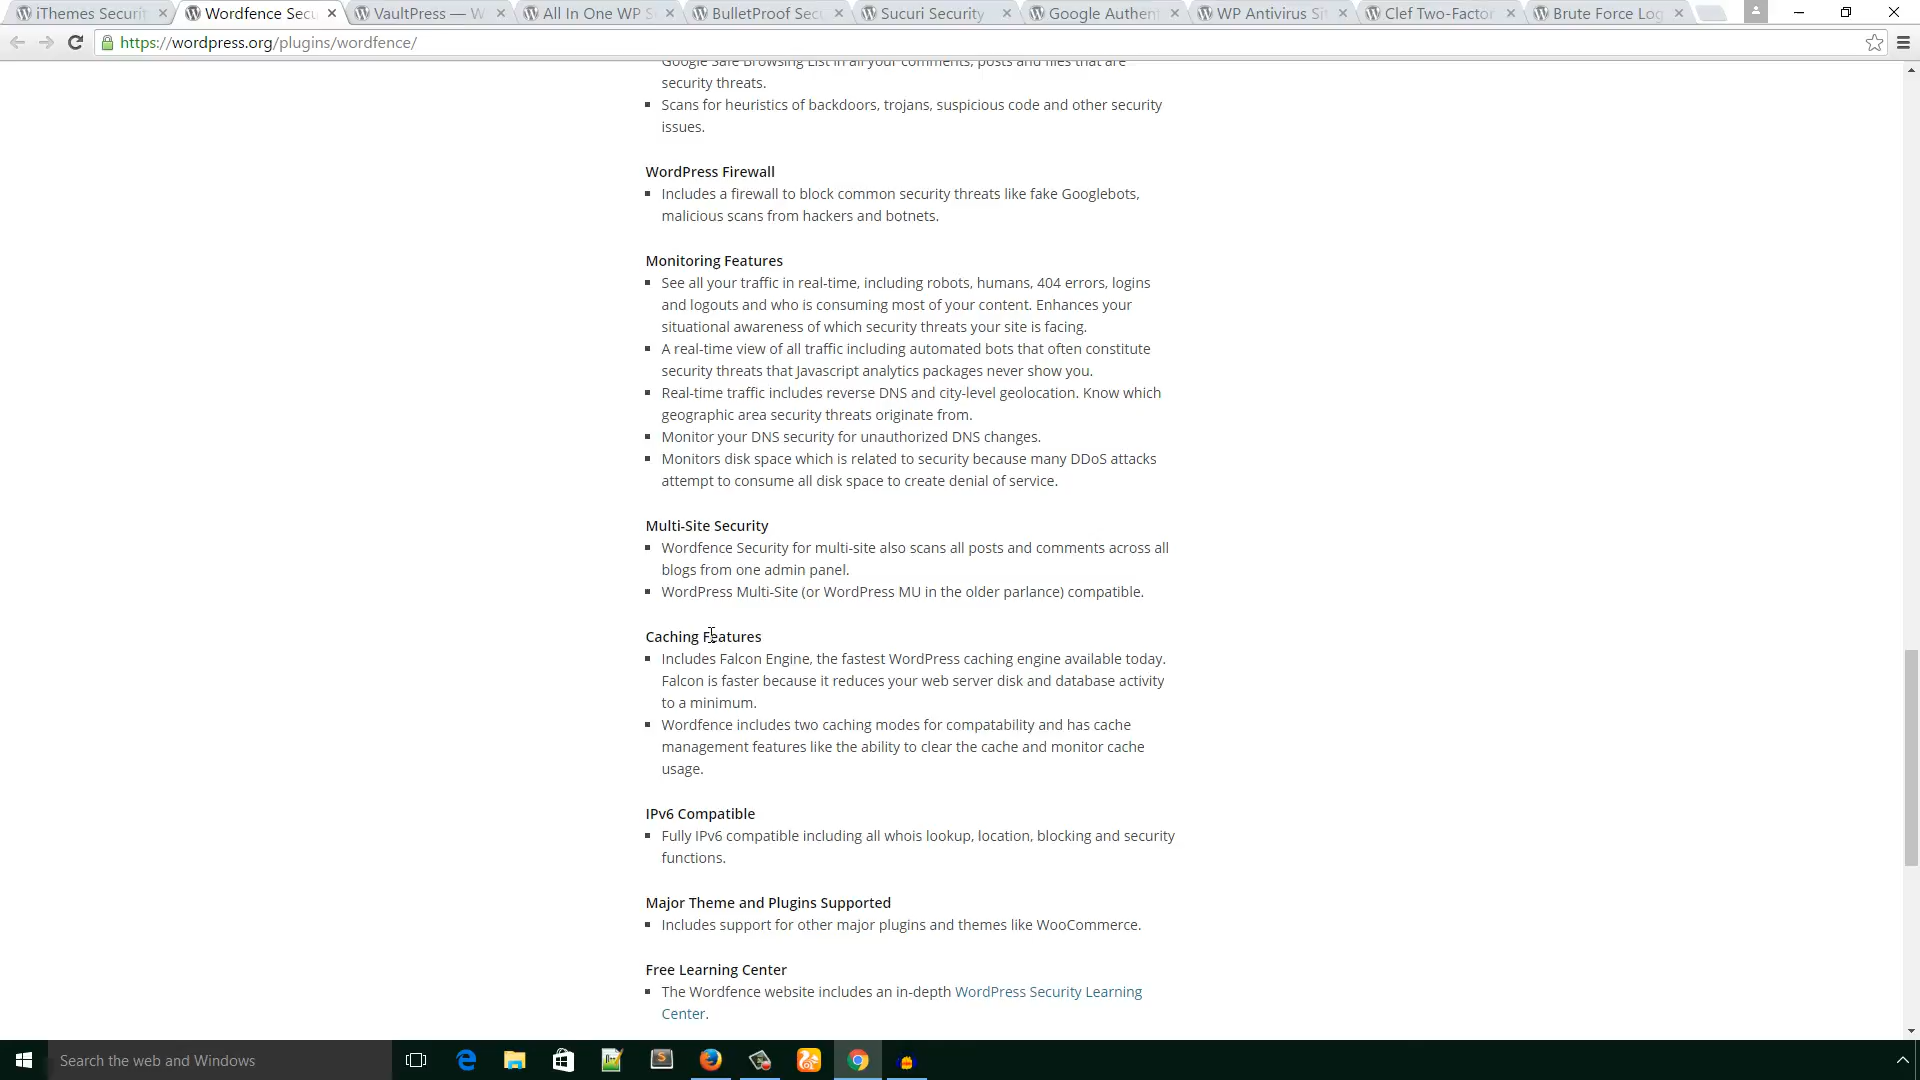 iThemes Securit
Wordfence Secu
VaultPress — W
All In One WP S
BulletProof Secu
Sucuri Security
Google Authent
WP Antivirus Sit
Clef Two-Factor
Brute Force Log
https://wordpress.org/plugins/wordfence/
Google Safe Browsing List in all your comments, posts and files that are
security threats.
Scans for heuristics of backdoors, trojans, suspicious code and other security
issues.
WordPress Firewall
Includes a firewall to block common security threats like fake Googlebots,
malicious scans from hackers and botnets.
Monitoring Features
See all your traffic in real-time, including robots, humans, 404 errors, logins
and logouts and who is consuming most of your content. Enhances your
situational awareness of which security threats your site is facing.
A real-time view of all traffic including automated bots that often constitute
security threats that Javascript analytics packages never show you.
Real-time traffic includes reverse DNS and city-level geolocation. Know which
geographic area security threats originate from.
Monitor your DNS security for unauthorized DNS changes.
Monitors disk space which is related to security because many DDoS attacks
attempt to consume all disk space to create denial of service.
Multi-Site Security
Wordfence Security for multi-site also scans all posts and comments across all
blogs from one admin panel.
WordPress Multi-Site (or WordPress MU in the older parlance) compatible.
Caching Features
Includes Falcon Engine, the fastest WordPress caching engine available today.
Falcon is faster because it reduces your web server disk and database activity
to a minimum.
Wordfence includes two caching modes for compatability and has cache
management features like the ability to clear the cache and monitor cache
usage.
IPv6 Compatible
Fully IPv6 compatible including all whois lookup, location, blocking and security
functions.
Major Theme and Plugins Supported
Includes support for other major plugins and themes like WooCommerce.
Free Learning Center
The Wordfence website includes an in-depth WordPress Security Learning
Center.
Search the web and Windows